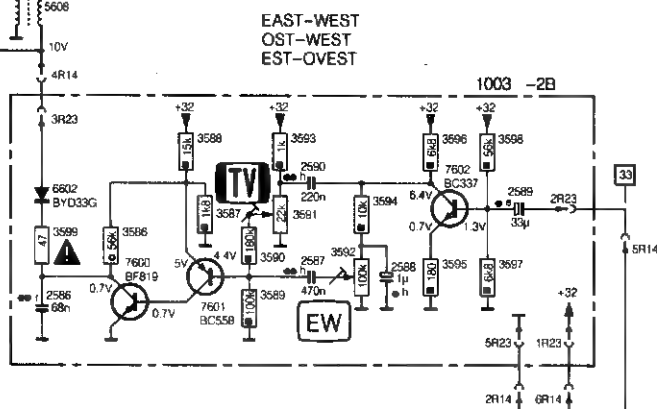 5608
EAST-WEST
OST-WEST
EST-OVEST
10V
4R14
1003 -2B
3R23
+32
+32
+32
+32
15k
3588
1k
3593
6k8
3596
56k
3598
33
6602
BYD33G
2590
h
220n
7602
BC337
TV
6.4V
2589
33µ
2R23
1k8
3587
22k
3591
10k
3594
47
3599
56k
3586
0.7V
1.3V
5R14
180k
3590
4.4V
7600
BF819
5V
2587
h
470n
3592
100k
2588
1µ
h
180
3595
6k8
3597
2586
68n
0.7V
0.7V
7601
BC558
100k
3589
EW
+32
5R23
1R23
2R14
6R14